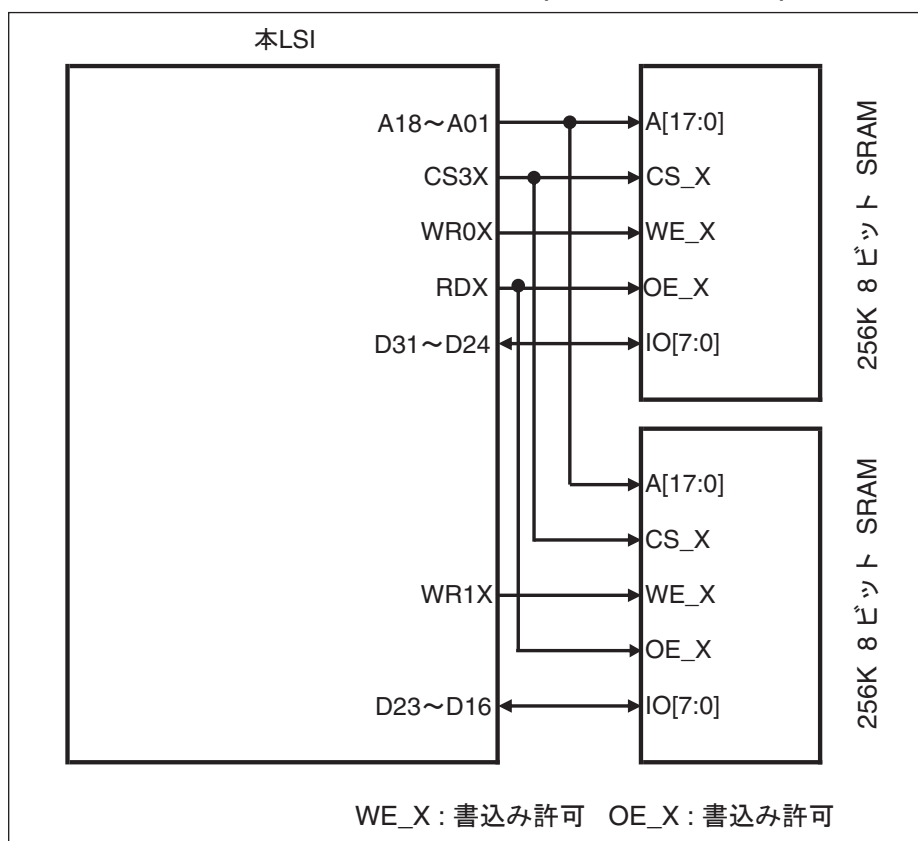 本LSI
A18～A01
CS3X
WR0X
RDX
D31～D24
A[17:0]
CS_X
WE_X
OE_X
IO[7:0]
256K 8 ビット SRAM
WR1X
D23～D16
A[17:0]
CS_X
WE_X
OE_X
IO[7:0]
256K 8 ビット SRAM
WE_X : 書込み許可 OE_X : 書込み許可